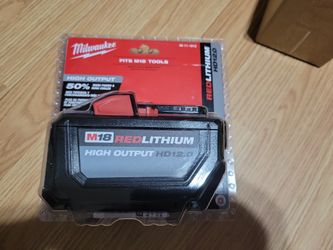 Milwaukee
FITS M18 TOOLS
HIGH OUTPUT
50%
REDLITHIUM
HD12.0
M18 REDLITHIUM
HIGH OUTPUT HD12.0